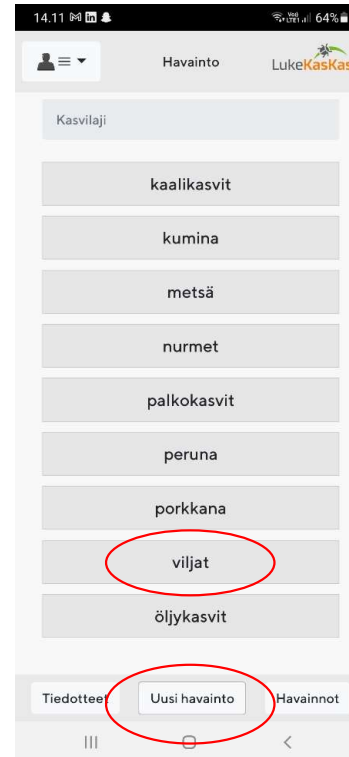 14.11 64%
Havainto
LukeKasKas
Kasvilaji
kaalikasvit
kumina
metsä
nurmet
palkokasvit
peruna
porkkana
viljat
öljykasvit
Tiedotteet Uusi havainto Havainnot